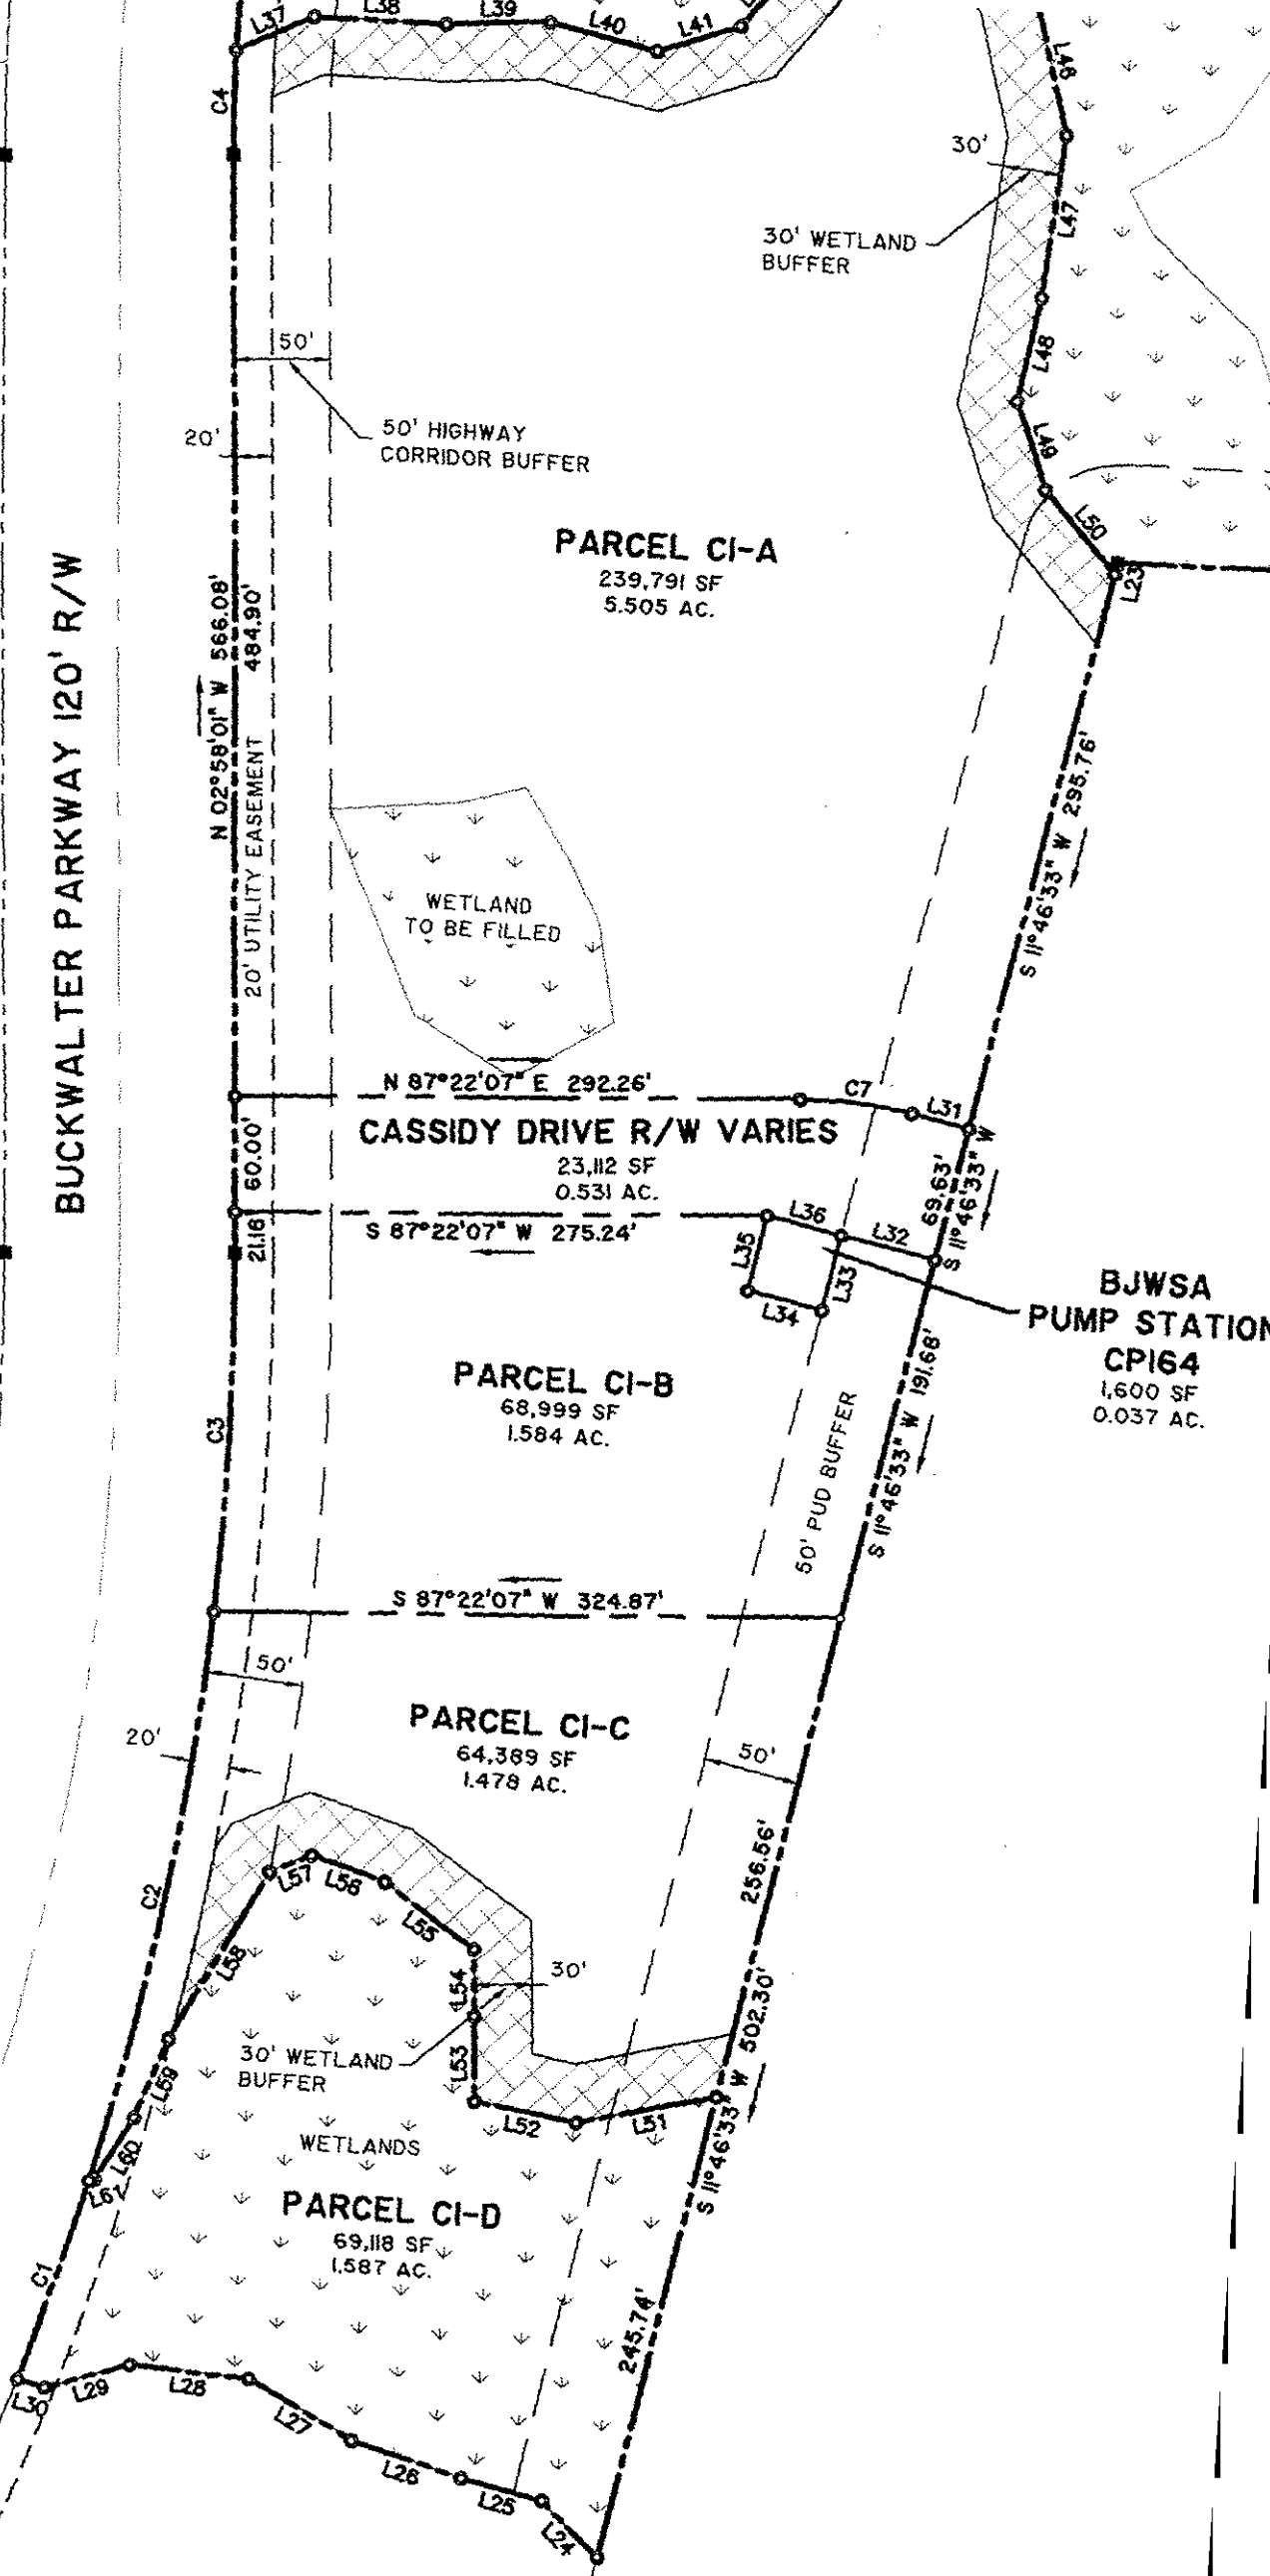 L37
L38
L39
L40
L41
C4
L46
30'
L47
30' WETLAND
BUFFER
L48
50'
50' HIGHWAY
CORRIDOR BUFFER
20'
L49
L50
L23
PARCEL C1-A
239,791 SF
5.505 AC.
BUCKWALTER PARKWAY 120' R/W
N 02°58'01" W 566.08'
484.90'
20' UTILITY EASEMENT
S 11°46'33" W 295.76'
WETLAND
TO BE FILLED
N 87°22'07" E 292.26'
C7
L31
CASSIDY DRIVE R/W VARIES
23,112 SF
0.531 AC.
60.00'
69.63'
S 11°46'33" W
S 87°22'07" W 275.24'
21.18
L36
L32
L35
L33
L34
BJWSA
PUMP STATION
CP164
1,600 SF
0.037 AC.
PARCEL C1-B
68,999 SF
1.584 AC.
C3
50' PUD BUFFER
S 11°46'33" W 191.68'
S 87°22'07" W 324.87'
50'
PARCEL C1-C
64,389 SF
1.478 AC.
20'
50'
256.56'
C2
L57
L56
L55
L58
L54
30'
S 11°46'33" W 502.30'
30' WETLAND
BUFFER
L53
L59
L52
L51
L60
WETLANDS
L61
PARCEL C1-D
69,118 SF
1.587 AC.
C1
245.74'
L30
L29
L28
L27
L26
L25
L24